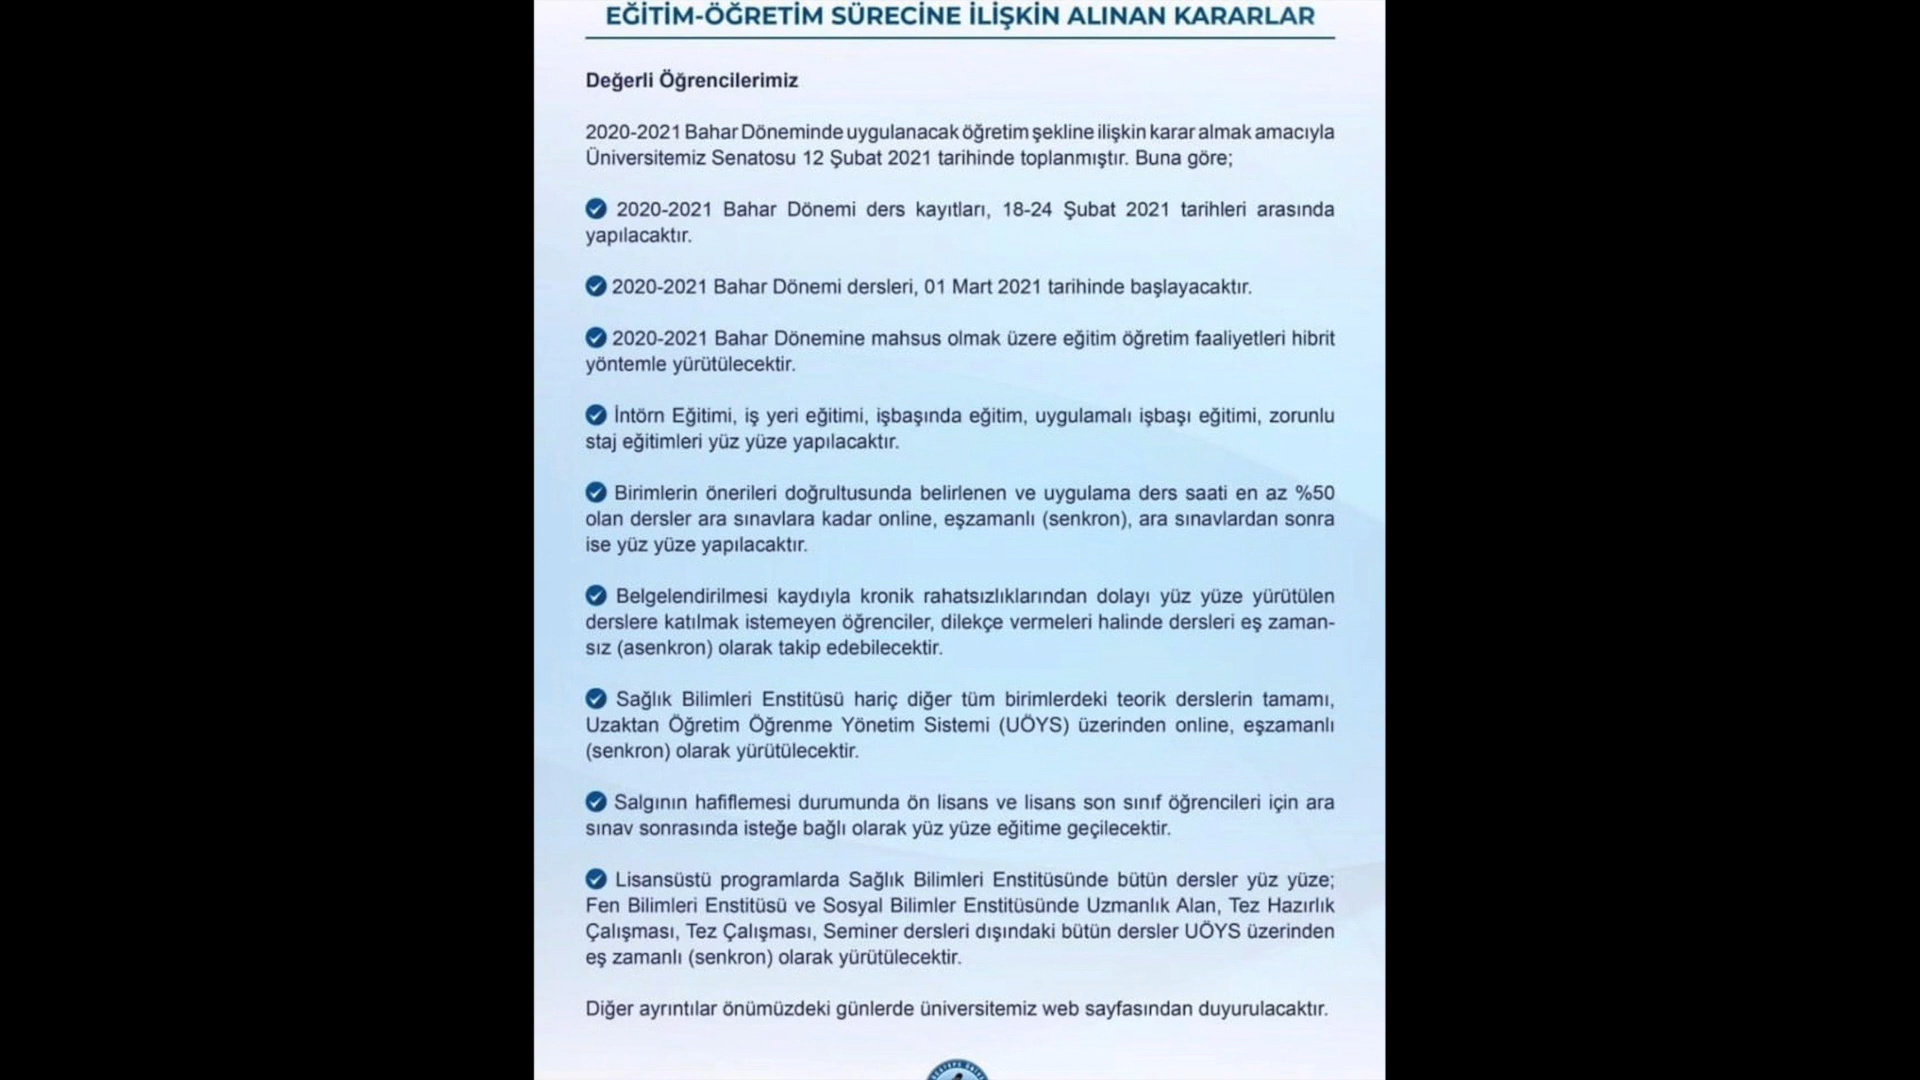 EĞİTİM-ÖĞRETİM SÜRECİNE İLİŞKİN ALINAN KARARLAR
Değerli Öğrencilerimiz
2020-2021 Bahar Döneminde uygulanacak öğretim şekline ilişkin karar almak amacıyla
Üniversitemiz Senatosu 12 Şubat 2021 tarihinde toplanmıştır. Buna göre;
2020-2021 Bahar Dönemi ders kayıtları, 18-24 Şubat 2021 tarihleri arasında
yapılacaktır.
2020-2021 Bahar Dönemi dersleri, 01 Mart 2021 tarihinde başlayacaktır.
2020-2021 Bahar Dönemine mahsus olmak üzere eğitim öğretim faaliyetleri hibrit
yöntemle yürütülecektir.
İntörn Eğitimi, iş yeri eğitimi, işbaşında eğitim, uygulamalı işbaşı eğitimi, zorunlu
staj eğitimleri yüz yüze yapılacaktır.
Birimlerin önerileri doğrultusunda belirlenen ve uygulama ders saati en az %50
olan dersler ara sınavlara kadar online, eşzamanlı (senkron), ara sınavlardan sonra
ise yüz yüze yapılacaktır.
Belgelendirilmesi kaydıyla kronik rahatsızlıklarından dolayı yüz yüze yürütülen
derslere katılmak istemeyen öğrenciler, dilekçe vermeleri halinde dersleri eş zaman-
sız (asenkron) olarak takip edebilecektir.
Sağlık Bilimleri Enstitüsü hariç diğer tüm birimlerdeki teorik derslerin tamamı,
Uzaktan Öğretim Öğrenme Yönetim Sistemi (UÖYS) üzerinden online, eşzamanlı
(senkron) olarak yürütülecektir.
Salgının hafiflemesi durumunda ön lisans ve lisans son sınıf öğrencileri için ara
sınav sonrasında isteğe bağlı olarak yüz yüze eğitime geçilecektir.
Lisansüstü programlarda Sağlık Bilimleri Enstitüsünde bütün dersler yüz yüze;
Fen Bilimleri Enstitüsü ve Sosyal Bilimler Enstitüsünde Uzmanlık Alan, Tez Hazırlık
Çalışması, Tez Çalışması, Seminer dersleri dışındaki bütün dersler UÖYS üzerinden
eş zamanlı (senkron) olarak yürütülecektir.
Diğer ayrıntılar önümüzdeki günlerde üniversitemiz web sayfasından duyurulacaktır.